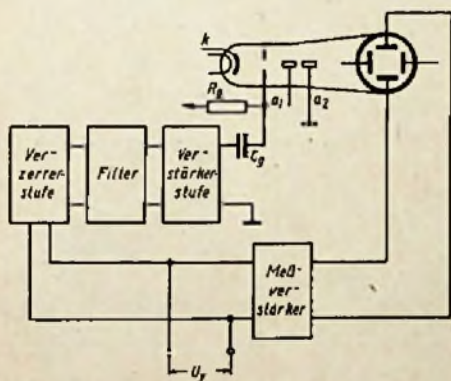 k
R_g
a_1
a_2
C_g
Ver-
zerrer-
stufe
Filter
Ver-
stärker-
stufe
Meß-
ver-
stärker
U_y